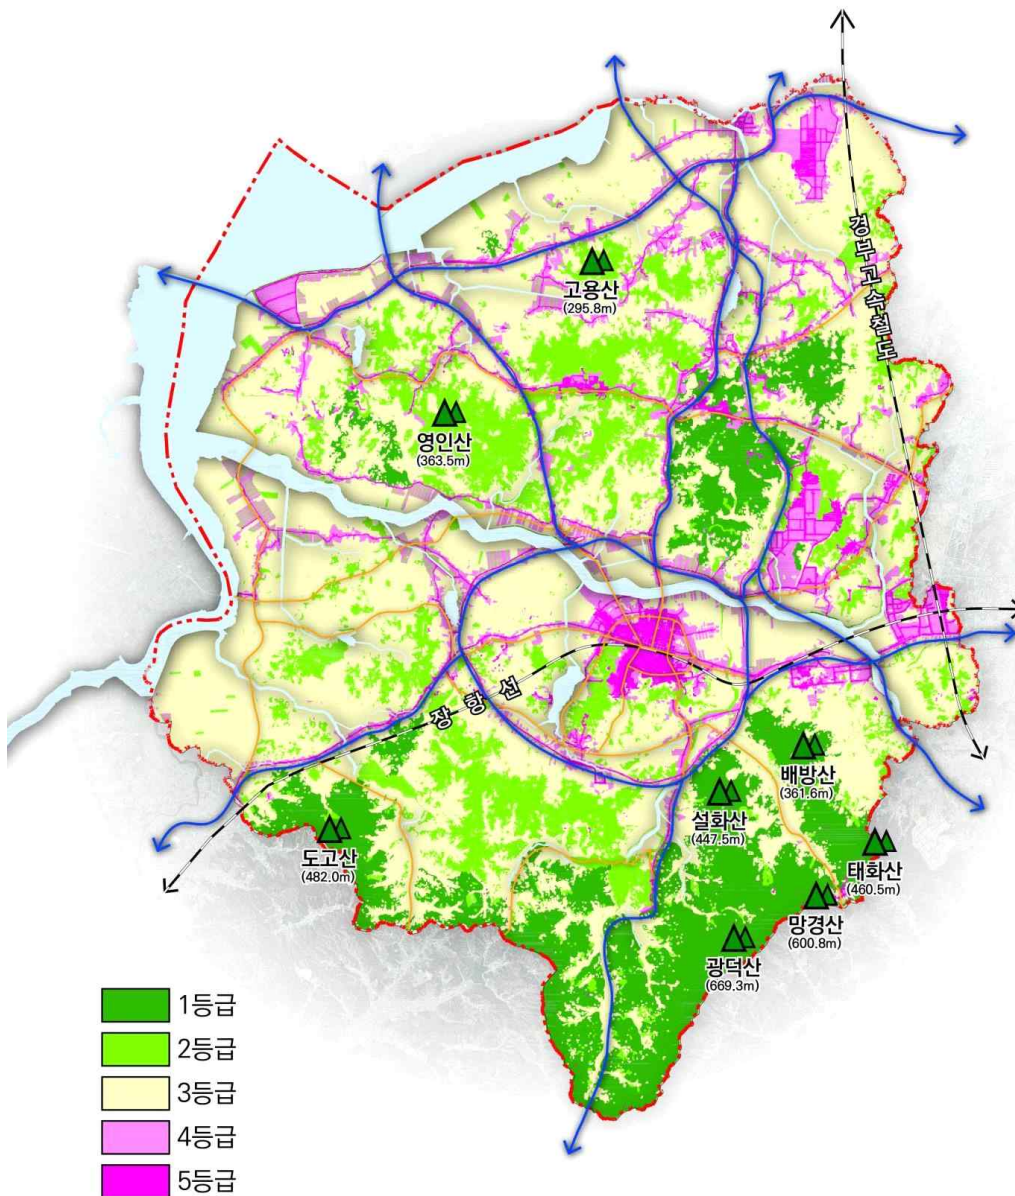 경부고속철도
고용산
(295.8m)
영인산
(363.5m)
장항선
배방산
(361.6m)
설화산
(447.5m)
도고산
(482.0m)
태화산
(460.5m)
망경산
(600.8m)
광덕산
(669.3m)
1등급
2등급
3등급
4등급
5등급